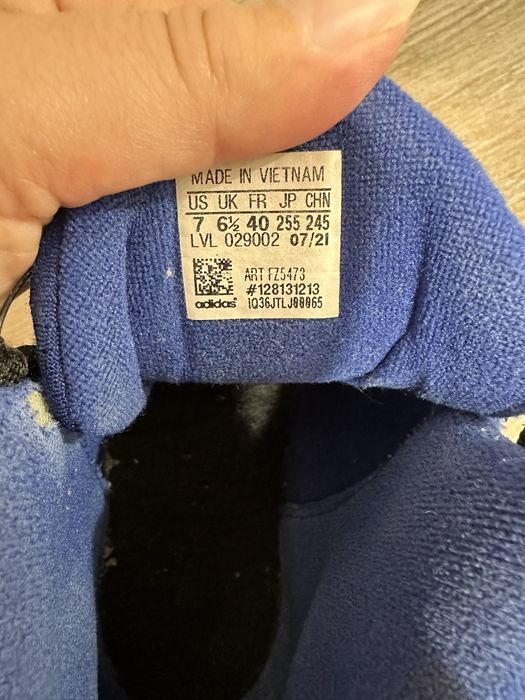 MADE IN VIETNAM
US UK FR JP CHN
7 6½ 40 255 245
LVL 029002 07/21
ART FZ5473
#128131213
adidas® 1Q36JTLJ00065